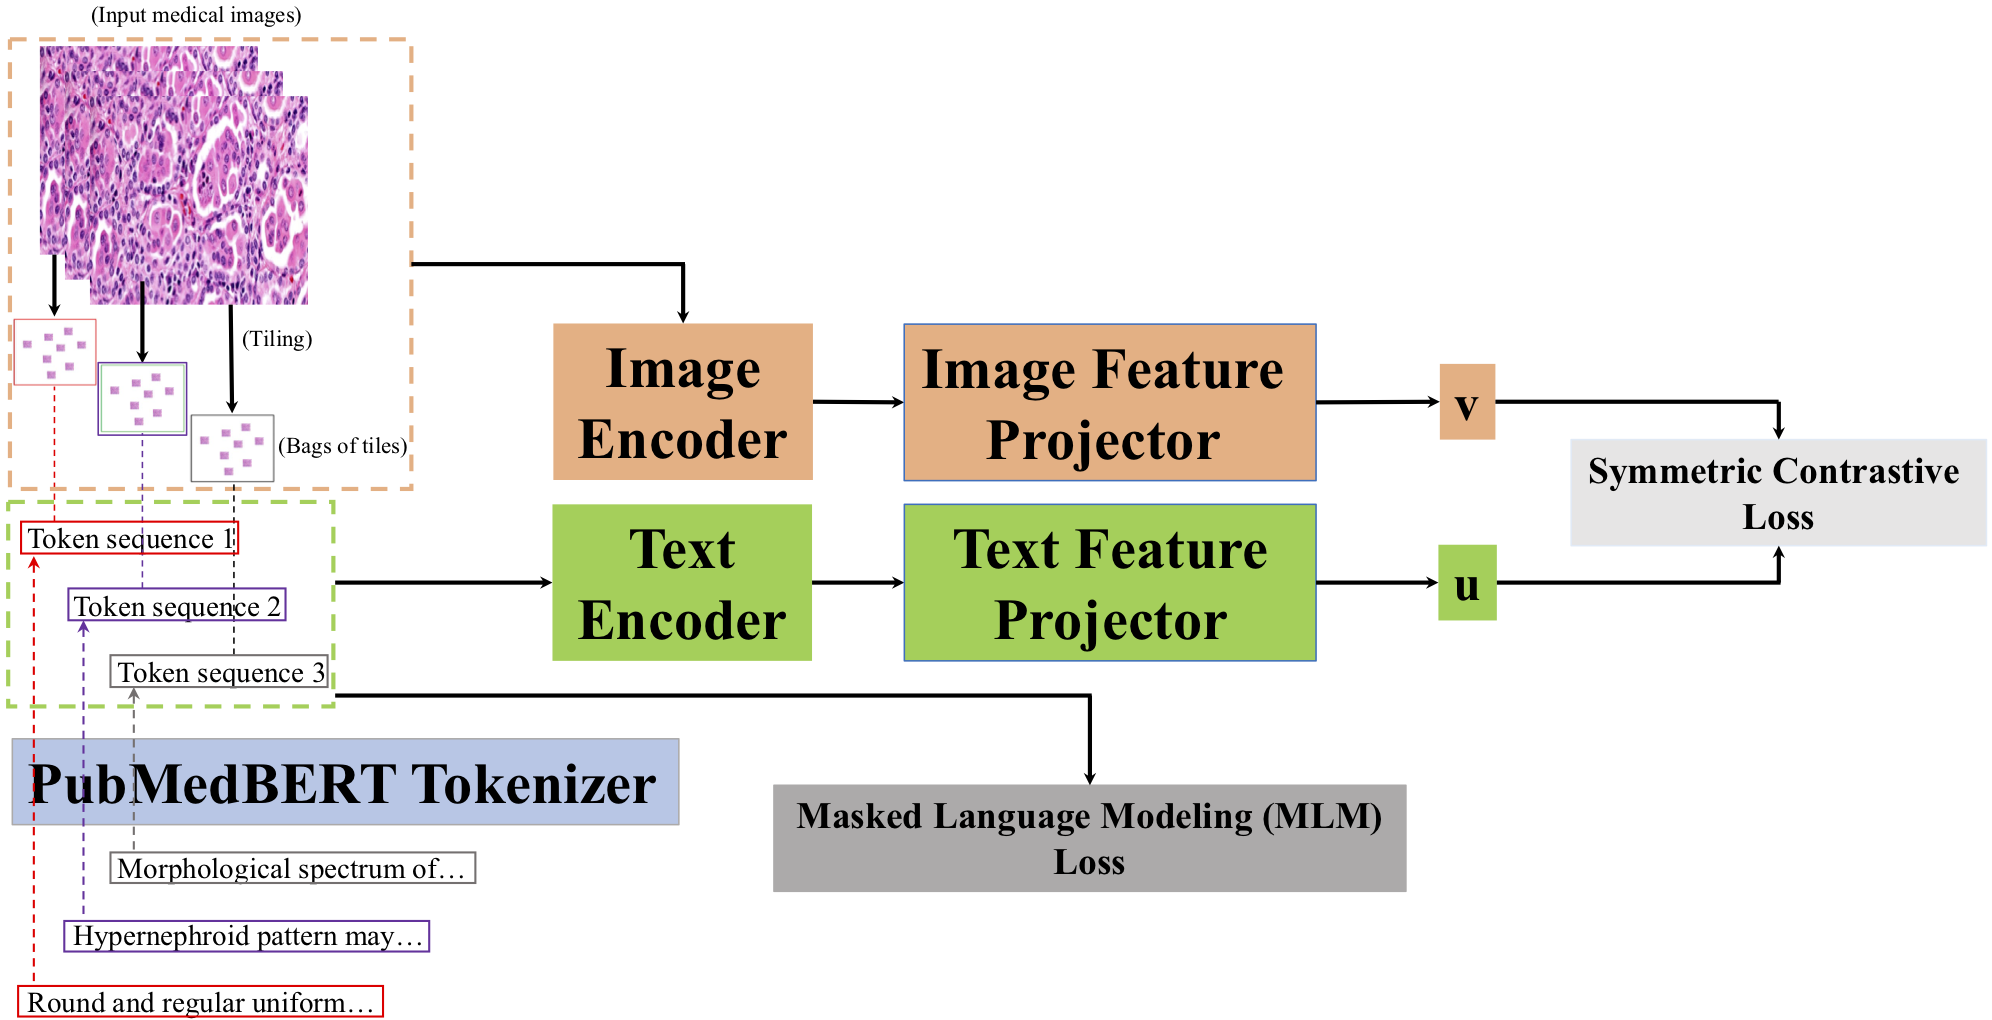 (Input medical images)
(Tiling)
(Bags of tiles)
Token sequence 1
Token sequence 2
Token sequence 3
PubMedBERT Tokenizer
Morphological spectrum of…
Hypernephroid pattern may…
Round and regular uniform…
Image
Encoder
Image Feature
Projector
v
Text
Encoder
Text Feature
Projector
u
Symmetric Contrastive
Loss
Masked Language Modeling (MLM)
Loss